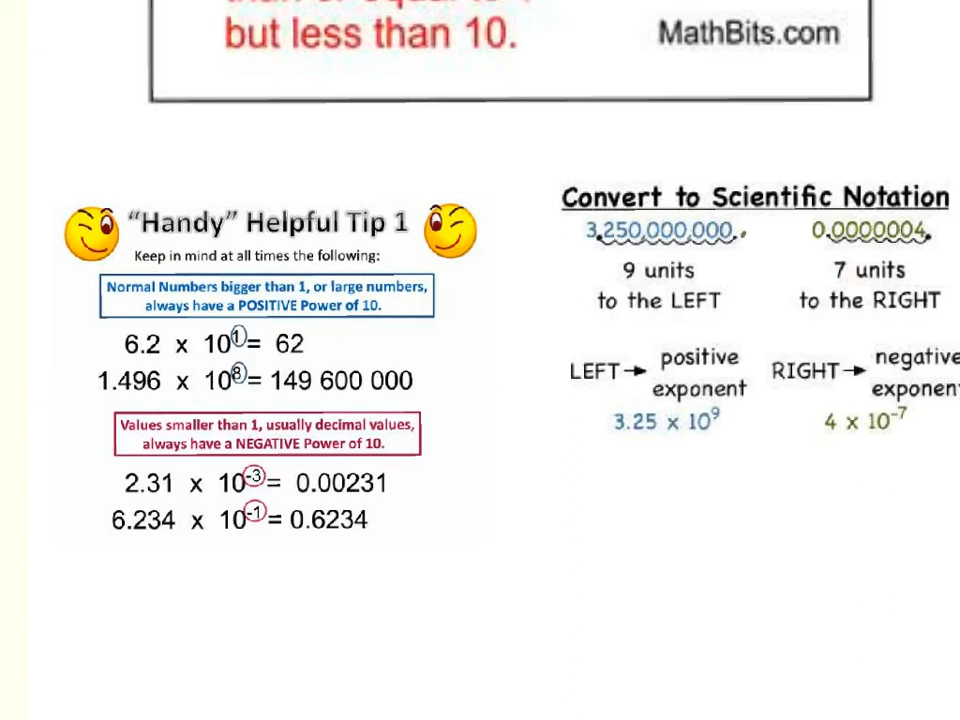 but less than 10.
MathBits.com
“Handy” Helpful Tip 1
Keep in mind at all times the following:
Normal Numbers bigger than 1, or large numbers,
always have a POSITIVE Power of 10.
6.2 x 10¹= 62
1.496 x 10⁸= 149 600 000
Values smaller than 1, usually decimal values,
always have a NEGATIVE Power of 10.
2.31 x 10⁻³= 0.00231
6.234 x 10⁻¹= 0.6234
Convert to Scientific Notation
3,250,000,000. 0.0000004
9 units 7 units
to the LEFT to the RIGHT
LEFT→ positive exponent RIGHT→ negative
3.25 x 10⁹ 4 x 10⁻⁷